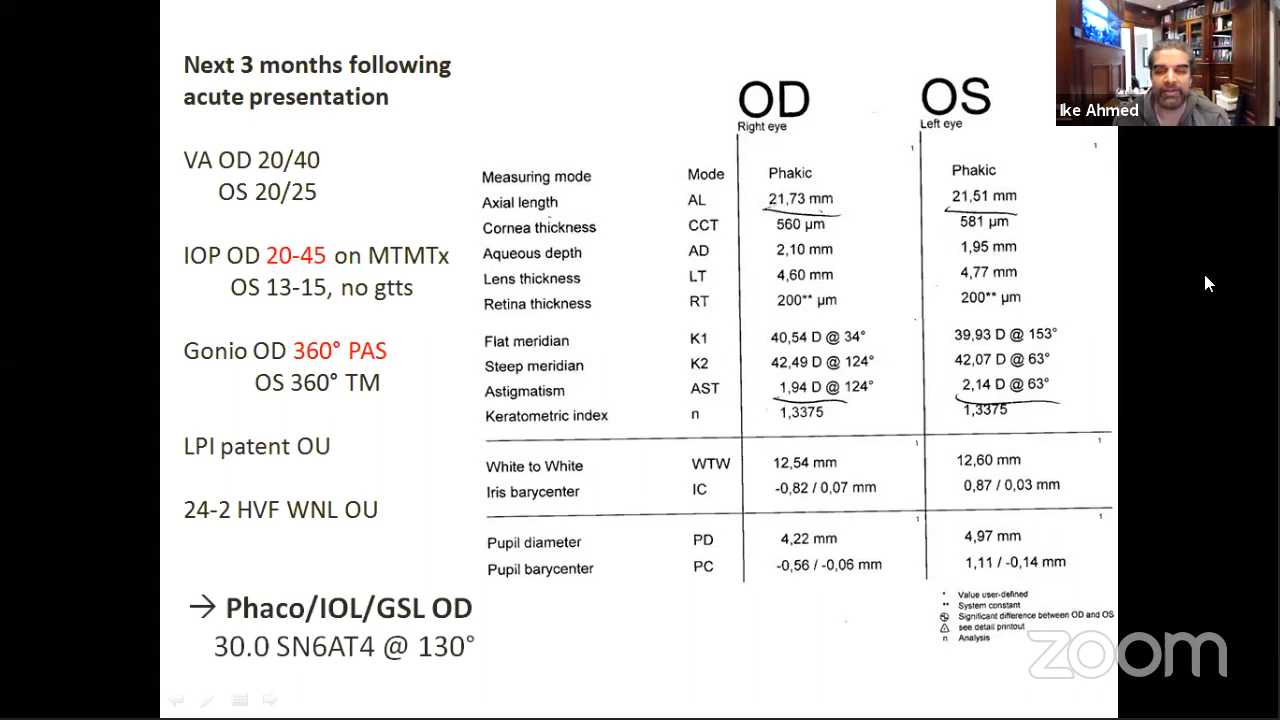 Next 3 months following
acute presentation
VA OD 20/40
OS 20/25
IOP OD 20-45 on MTMTx
OS 13-15, no gtts
Gonio OD 360° PAS
OS 360° TM
LPI patent OU
24-2 HVF WNL OU
→ Phaco/IOL/GSL OD
30.0 SN6AT4 @ 130°
OD OS
Right eye Left eye
1 1
Measuring mode Mode Phakic Phakic
Axial length AL 21,73 mm 21,51 mm
Cornea thickness CCT 560 µm 581 µm
Aqueous depth AD 2,10 mm 1,95 mm
Lens thickness LT 4,60 mm 4,77 mm
Retina thickness RT 200** µm 200** µm
Flat meridian K1 40,54 D @ 34° 39,93 D @ 153°
Steep meridian K2 42,49 D @ 124° 42,07 D @ 63°
Astigmatism AST 1,94 D @ 124° 2,14 D @ 63°
Keratometric index n 1,3375 1,3375
1 1
White to White WTW 12,54 mm 12,60 mm
Iris barycenter IC -0,82 / 0,07 mm 0,87 / 0,03 mm
1 1
Pupil diameter PD 4,22 mm 4,97 mm
Pupil barycenter PC -0,56 / -0,06 mm 1,11 / -0,14 mm
* Value user-defined
** System constant
Significant difference between OD and OS
see detail printout
n Analysis
Ike Ahmed
zoom